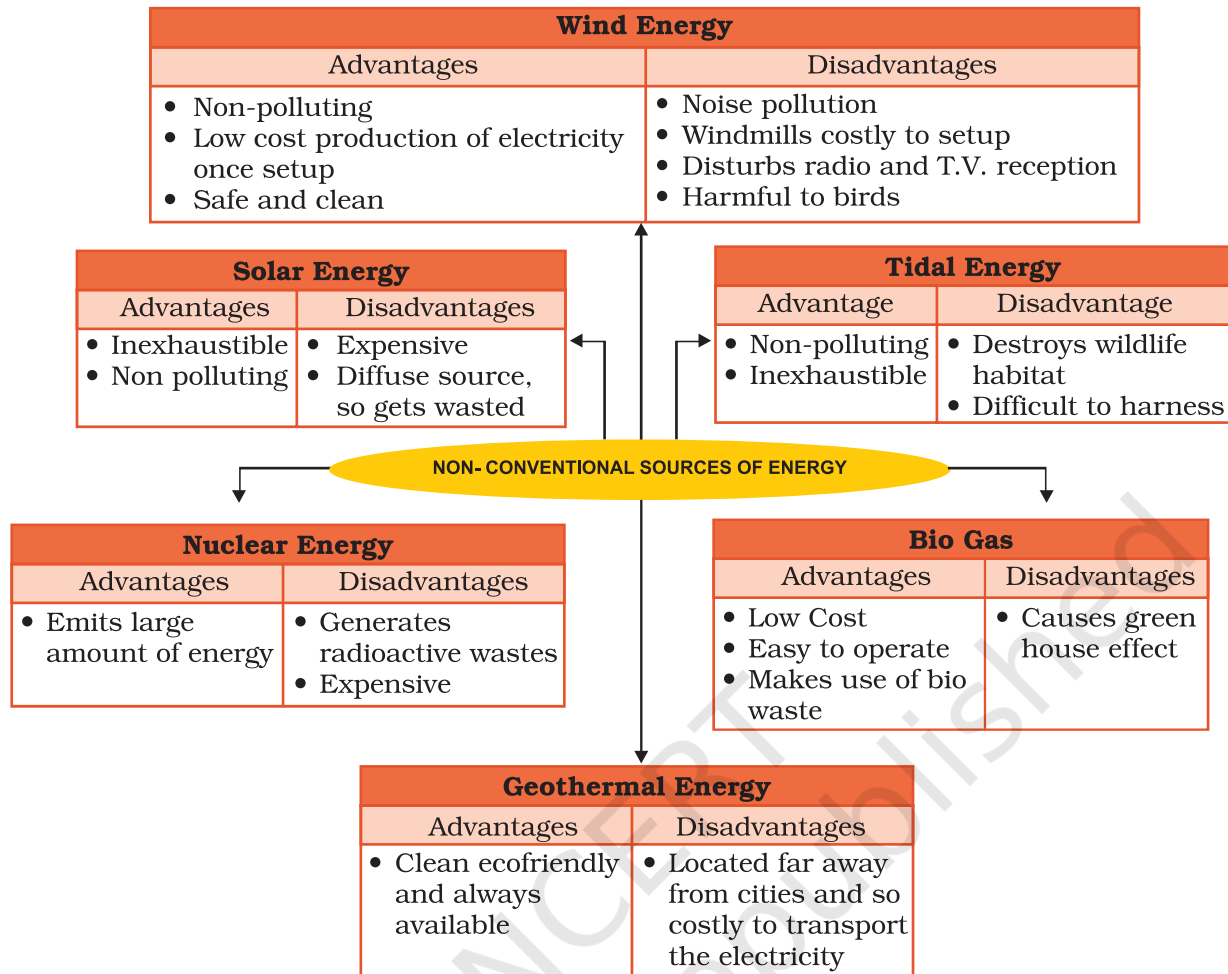 Wind Energy
Advantages
Disadvantages
• Non-polluting
• Low cost production of electricity
once setup
• Safe and clean
• Noise pollution
• Windmills costly to setup
• Disturbs radio and T.V. reception
• Harmful to birds
Solar Energy
Advantages
Disadvantages
• Inexhaustible
• Non polluting
• Expensive
• Diffuse source,
so gets wasted
Tidal Energy
Advantage
Disadvantage
• Non-polluting
• Inexhaustible
• Destroys wildlife
habitat
• Difficult to harness
NON- CONVENTIONAL SOURCES OF ENERGY
Nuclear Energy
Advantages
Disadvantages
• Emits large
amount of energy
• Generates
radioactive wastes
• Expensive
Bio Gas
Advantages
Disadvantages
• Low Cost
• Easy to operate
• Makes use of bio
waste
• Causes green
house effect
Geothermal Energy
Advantages
Disadvantages
• Clean ecofriendly
and always
available
• Located far away
from cities and so
costly to transport
the electricity
NCERT
published